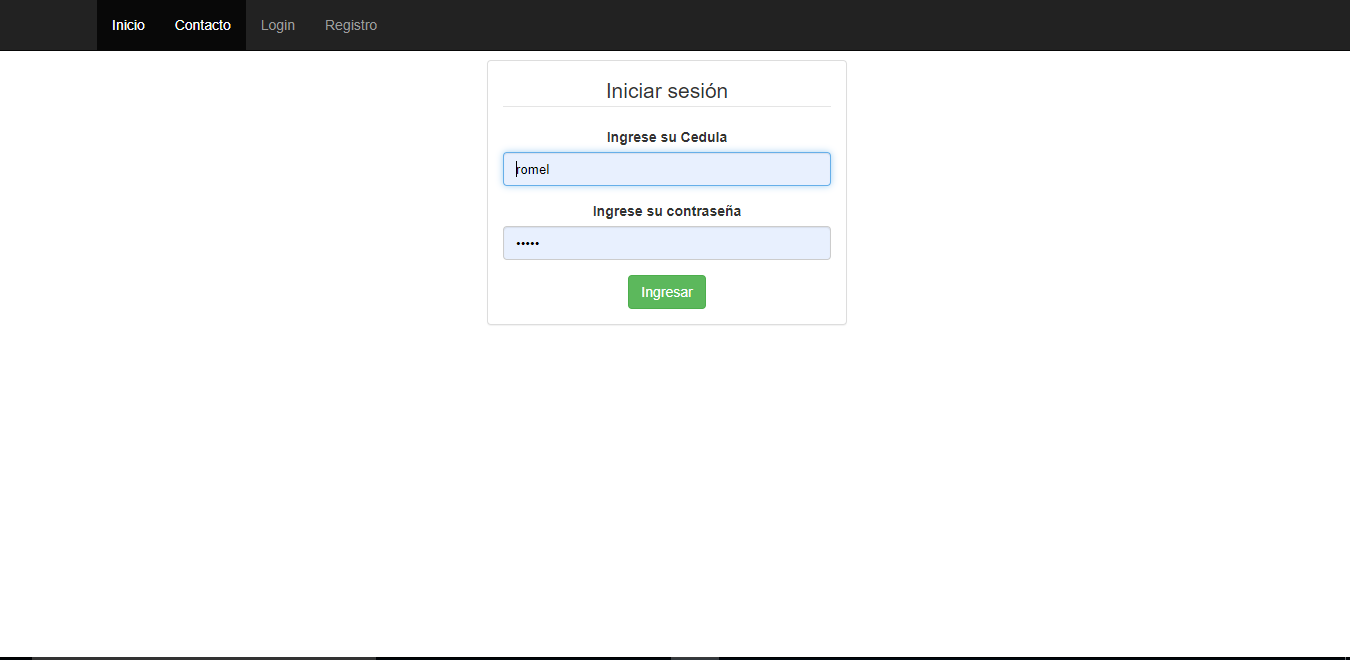 Inicio Contacto Login Registro
Iniciar sesión
Ingrese su Cedula
romel
Ingrese su contraseña
•••••
Ingresar